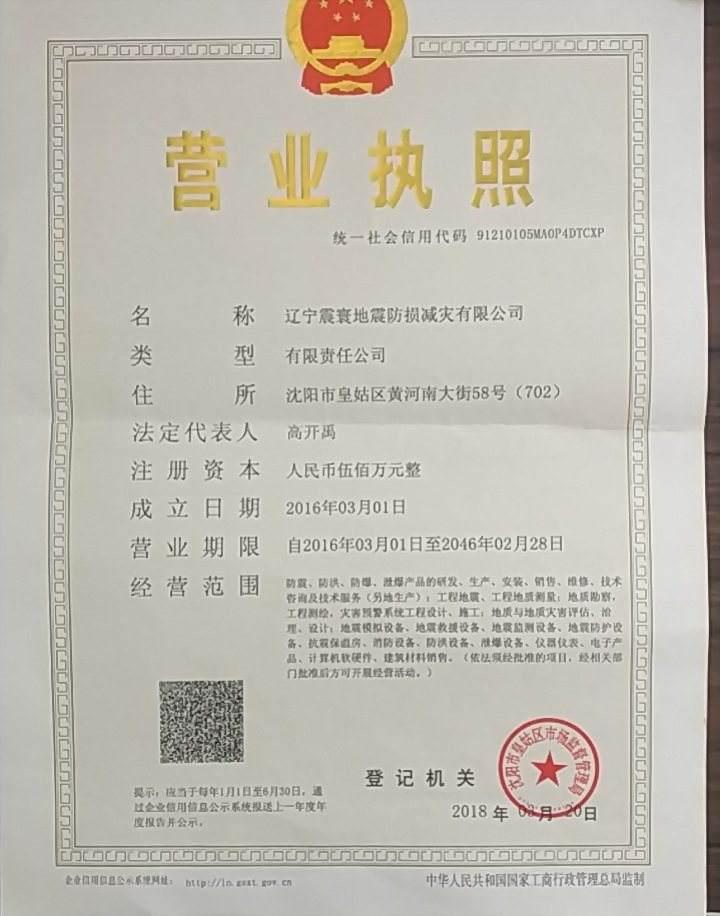 营业执照
统一社会信用代码 91210105MA0P4DTCXP
名称 辽宁震寰地震防损减灾有限公司
类型 有限责任公司
住所 沈阳市皇姑区黄河南大街58号（702）
法定代表人 高开禹
注册资本 人民币伍佰万元整
成立日期 2016年03月01日
营业期限 自2016年03月01日至2046年02月28日
经营范围 防震、防洪、防爆、泄爆产品的研发、生产、安装、销售、维修、技术
咨询及技术服务（另地生产）；工程地震、工程地质测量；地质勘察，
工程测绘，灾害预警系统工程设计、施工；地质与地质灾害评估、治
理、设计；地震模拟设备、地震救援设备、地震监测设备、地震防护设
备、抗震保温房、消防设备、防洪设备、泄爆设备、仪器仪表、电子产
品、计算机软硬件、建筑材料销售。（依法须经批准的项目，经相关部
门批准后方可开展经营活动。）
沈阳市皇姑区市场监督管理局
登记机关
2018年03月20日
提示：应当于每年1月1日至6月30日，通
过企业信用信息公示系统报送上一年度年
度报告并公示。
企业信用信息公示系统网址： http://ln.gsxt.gov.cn
中华人民共和国国家工商行政管理总局监制